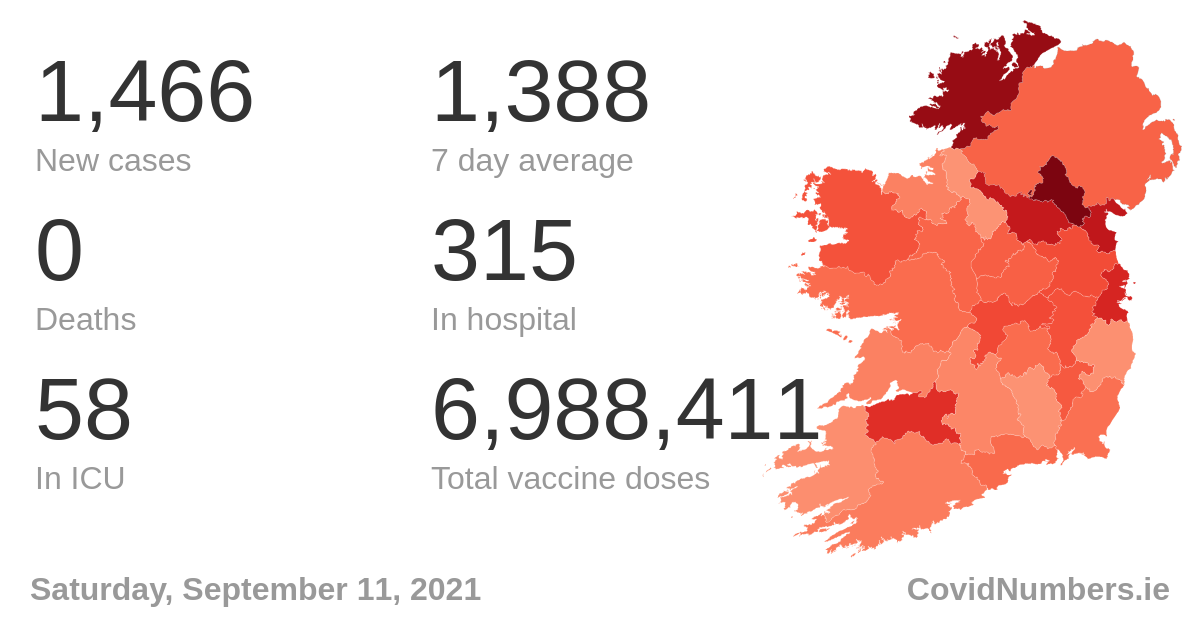 1,466 1,388
New cases 7 day average
0 315
Deaths In hospital
58 6,988,411
In ICU Total vaccine doses
Saturday, September 11, 2021 CovidNumbers.ie